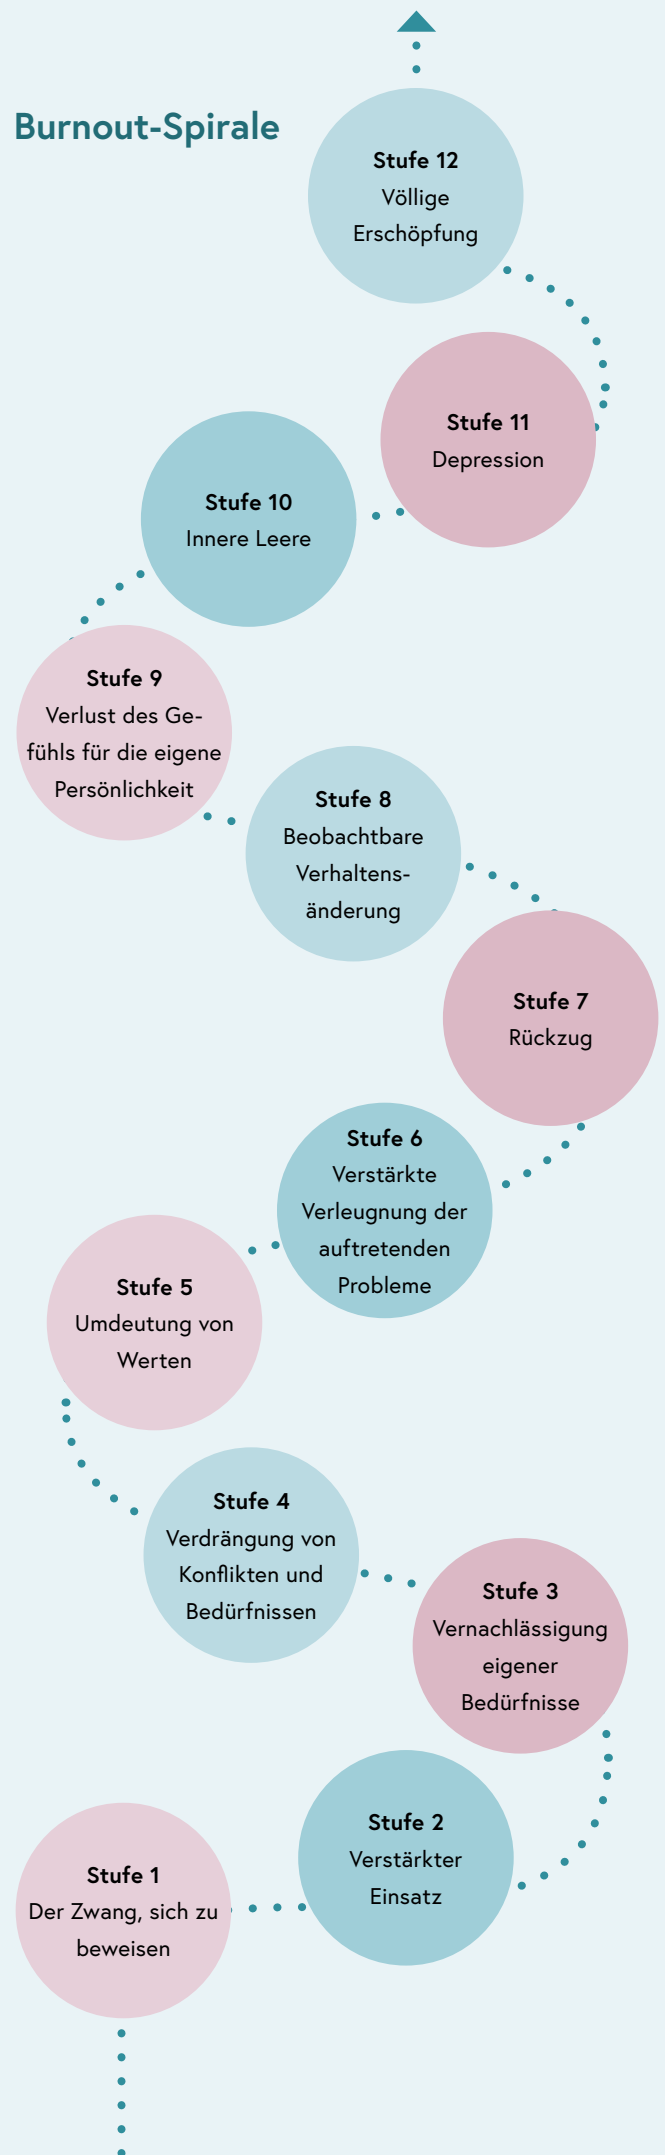 Burnout-Spirale
Stufe 12
Völlige
Erschöpfung
Stufe 11
Depression
Stufe 10
Innere Leere
Stufe 9
Verlust des Ge-
fühls für die eigene
Persönlichkeit
Stufe 8
Beobachtbare
Verhaltens-
änderung
Stufe 7
Rückzug
Stufe 6
Verstärkte
Verleugnung der
auftretenden
Probleme
Stufe 5
Umdeutung von
Werten
Stufe 4
Verdrängung von
Konflikten und
Bedürfnissen
Stufe 3
Vernachlässigung
eigener
Bedürfnisse
Stufe 2
Verstärkter
Einsatz
Stufe 1
Der Zwang, sich zu
beweisen